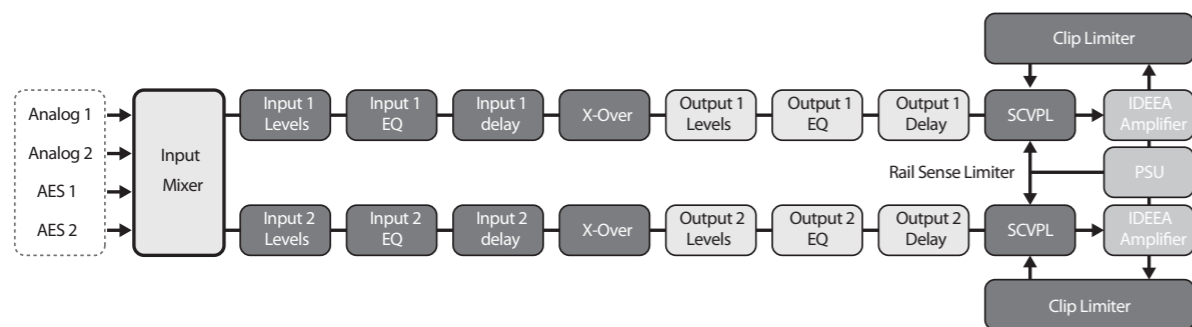 Clip Limiter
Analog 1
Analog 2
AES 1
AES 2
Input
Mixer
Input 1
Levels
Input 1
EQ
Input 1
delay
X-Over
Output 1
Levels
Output 1
EQ
Output 1
Delay
SCVPL
IDEEA
Amplifier
Rail Sense Limiter
PSU
Input 2
Levels
Input 2
EQ
Input 2
delay
X-Over
Output 2
Levels
Output 2
EQ
Output 2
Delay
SCVPL
IDEEA
Amplifier
Clip Limiter